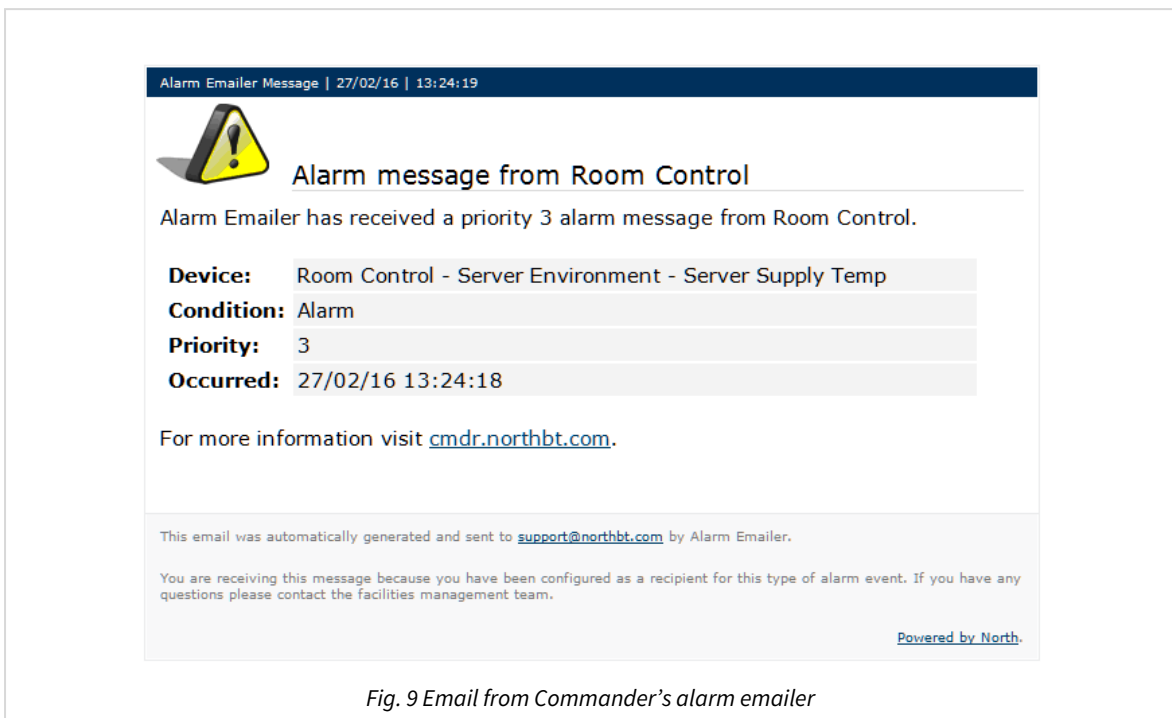 Alarm Emailer Message | 27/02/16 | 13:24:19
Alarm message from Room Control
Alarm Emailer has received a priority 3 alarm message from Room Control.
Device: Room Control - Server Environment - Server Supply Temp
Condition: Alarm
Priority: 3
Occurred: 27/02/16 13:24:18
For more information visit cmdr.northbt.com.
This email was automatically generated and sent to support@northbt.com by Alarm Emailer.
You are receiving this message because you have been configured as a recipient for this type of alarm event. If you have any
questions please contact the facilities management team.
Powered by North.
Fig. 9 Email from Commander’s alarm emailer